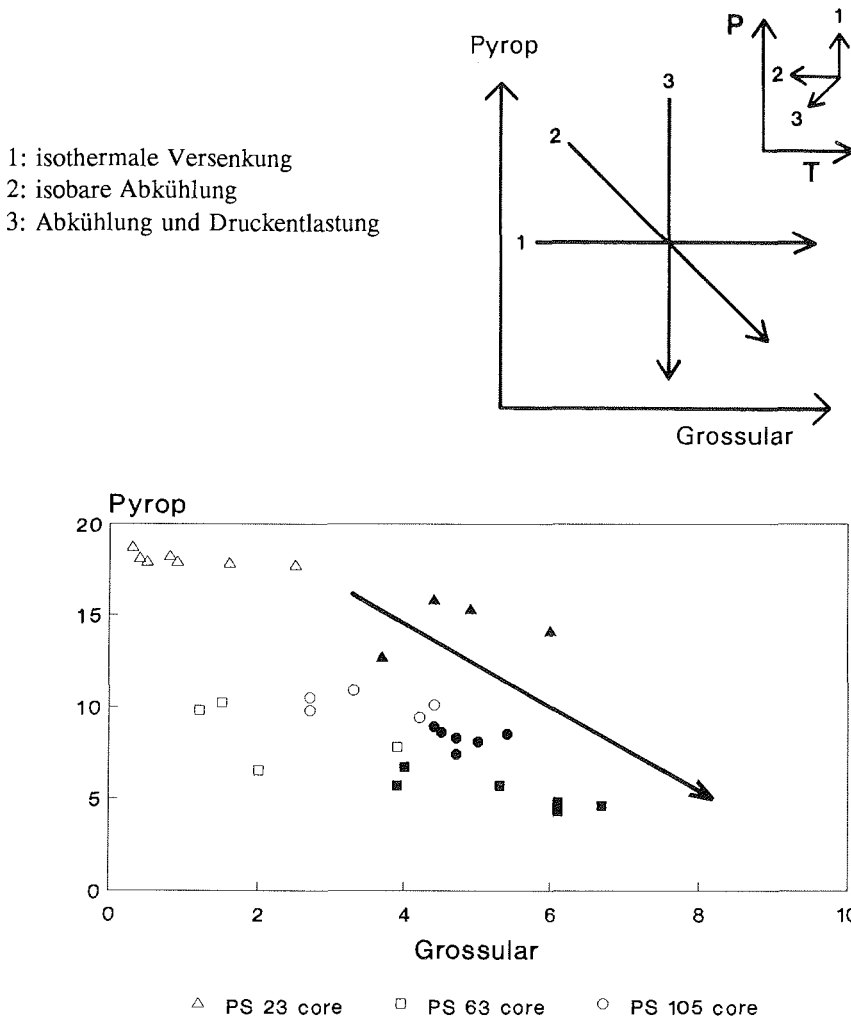 1: isothermale Versenkung
2: isobare Abkühlung
3: Abkühlung und Druckentlastung
Pyrop
3
2
1
Grossular
P
1
2
3
T
Pyrop
20
15
10
5
0
0 2 4 6 8 10
Grossular
PS 23 core PS 63 core PS 105 core